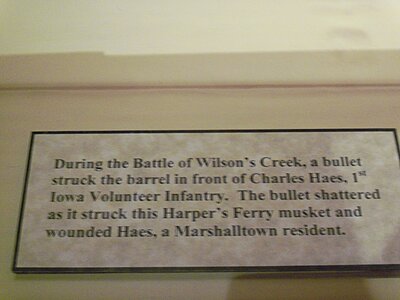 During the Battle of Wilson's Creek, a bullet
struck the barrel in front of Charles Haes, 1st
Iowa Volunteer Infantry. The bullet shattered
as it struck this Harper's Ferry musket and
wounded Haes, a Marshalltown resident.